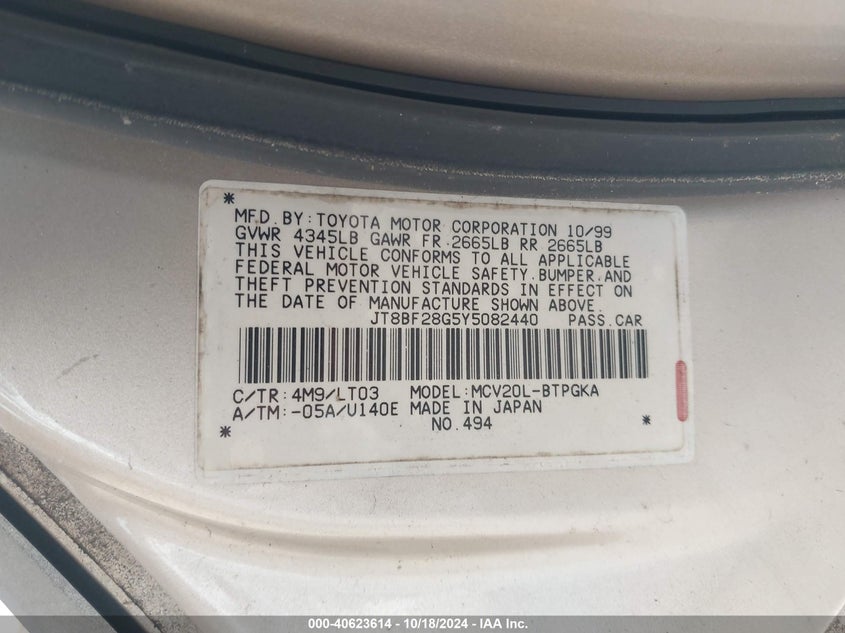 *
MFD. BY: TOYOTA MOTOR CORPORATION 10/99
GVWR 4345LB GAWR FR 2665LB RR 2665LB
THIS VEHICLE CONFORMS TO ALL APPLICABLE
FEDERAL MOTOR VEHICLE SAFETY, BUMPER, AND
THEFT PREVENTION STANDARDS IN EFFECT ON
THE DATE OF MANUFACTURE SHOWN ABOVE.
JT8BF28G5Y5082440 PASS. CAR
C/TR: 4M9/LT03 MODEL: MCV20L-BTPGKA
A/TM: -05A/U140E MADE IN JAPAN
* NO. 494 *
000-40623614 - 10/18/2024 - IAA Inc.